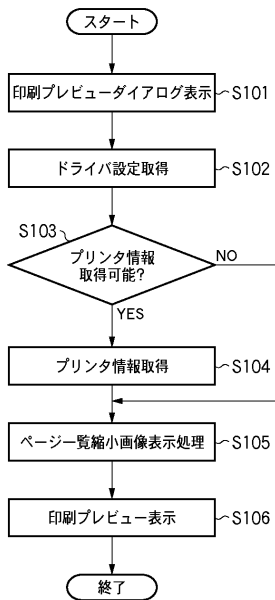 スタート
印刷プレビューダイアログ表示
S101
ドライバ設定取得
S102
S103
プリンタ情報
取得可能?
NO
YES
プリンタ情報取得
S104
ページ一覧縮小画像表示処理
S105
印刷プレビュー表示
S106
終了